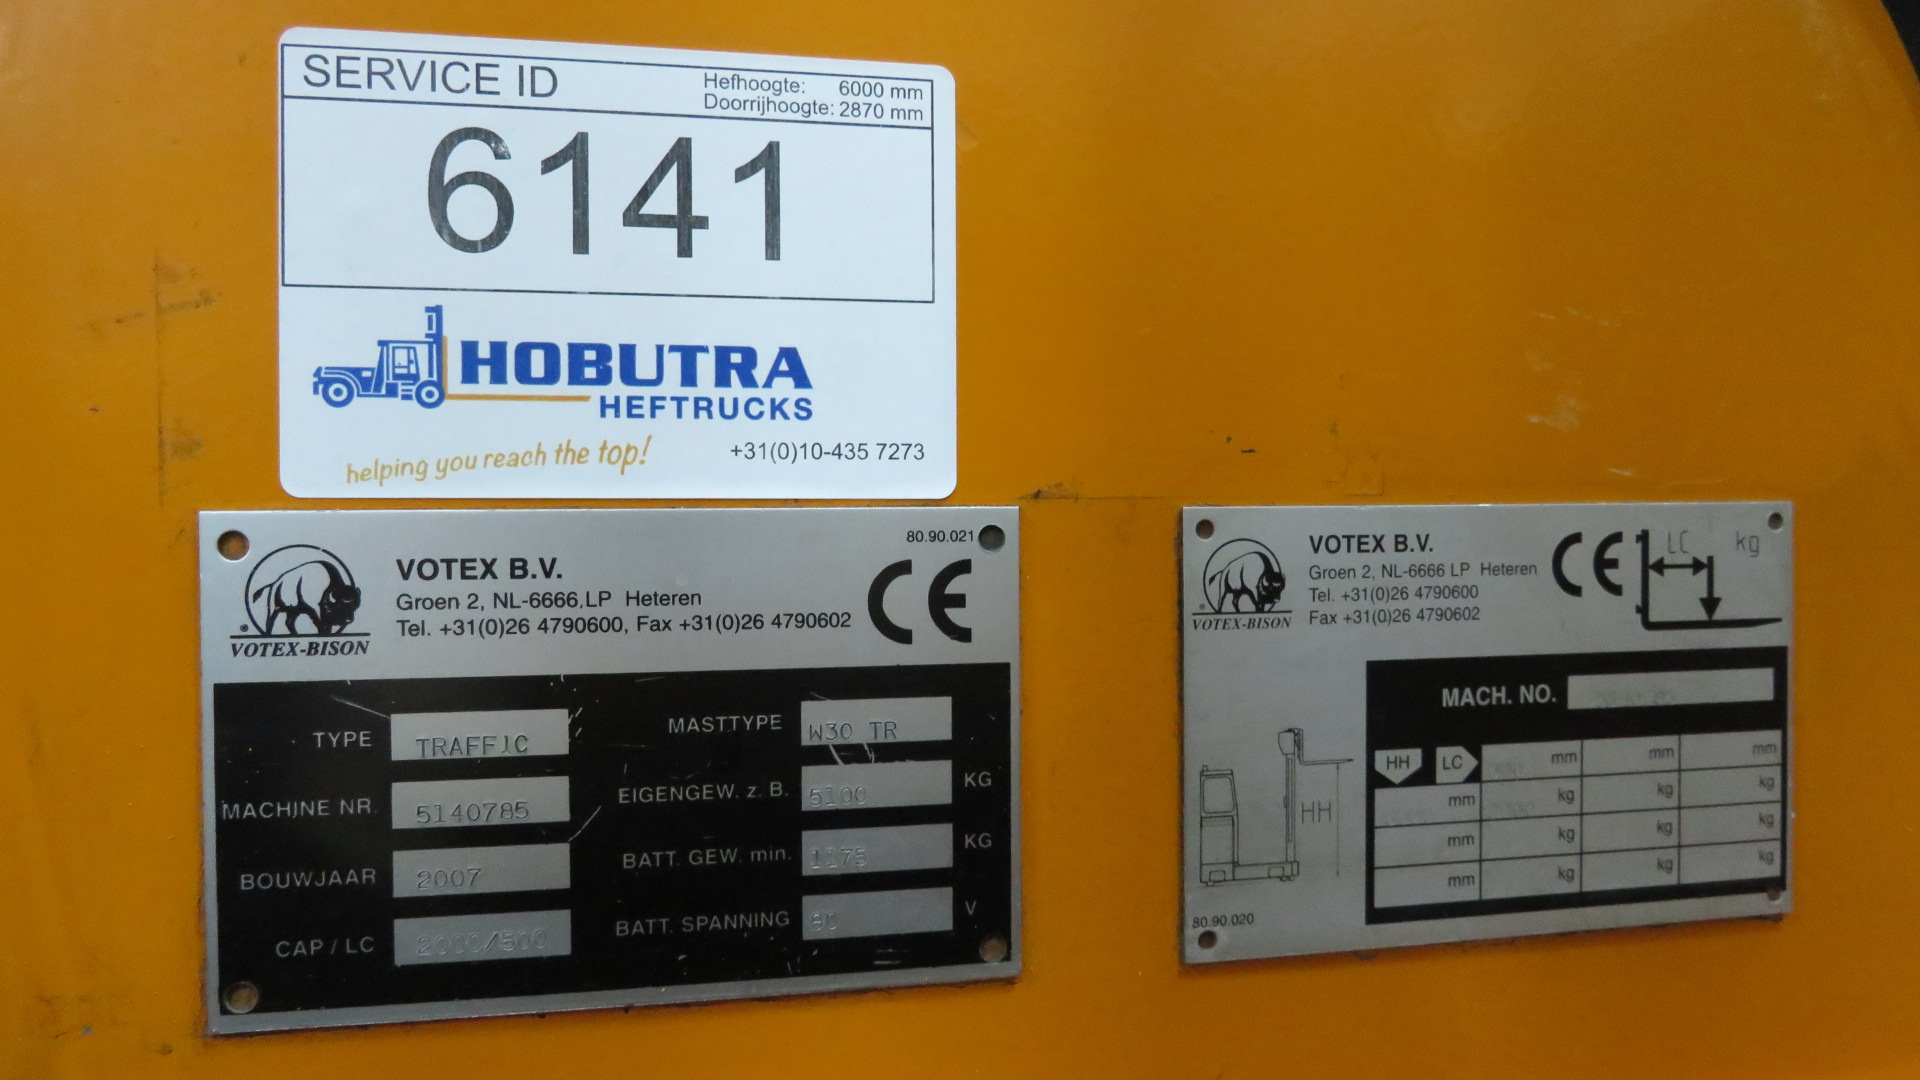 SERVICE ID
Hefhoogte: 6000 mm
Doorrijhoogte: 2870 mm
6141
HOBUTRA
HEFTRUCKS
helping you reach the top!
+31(0)10-435 7273
80.90.021
VOTEX B.V.
Groen 2, NL-6666 LP Heteren
Tel. +31(0)26 4790600, Fax +31(0)26 4790602
CE
® VOTEX-BISON
TYPE TRAFFIC
MACHINE NR. 5140785
BOUWJAAR 2007
CAP / LC 2000/500
MASTTYPE W30 TR
EIGENGEW. z. B. 5100 KG
BATT. GEW. min. 1175 KG
BATT. SPANNING 80 V
VOTEX B.V.
Groen 2, NL-6666 LP Heteren
Tel. +31(0)26 4790600
Fax +31(0)26 4790602
® VOTEX-BISON
CE
LC kg
MACH. NO.
HH LC mm mm mm
mm kg kg kg
mm kg kg kg
mm kg kg kg
HH
80.90.020